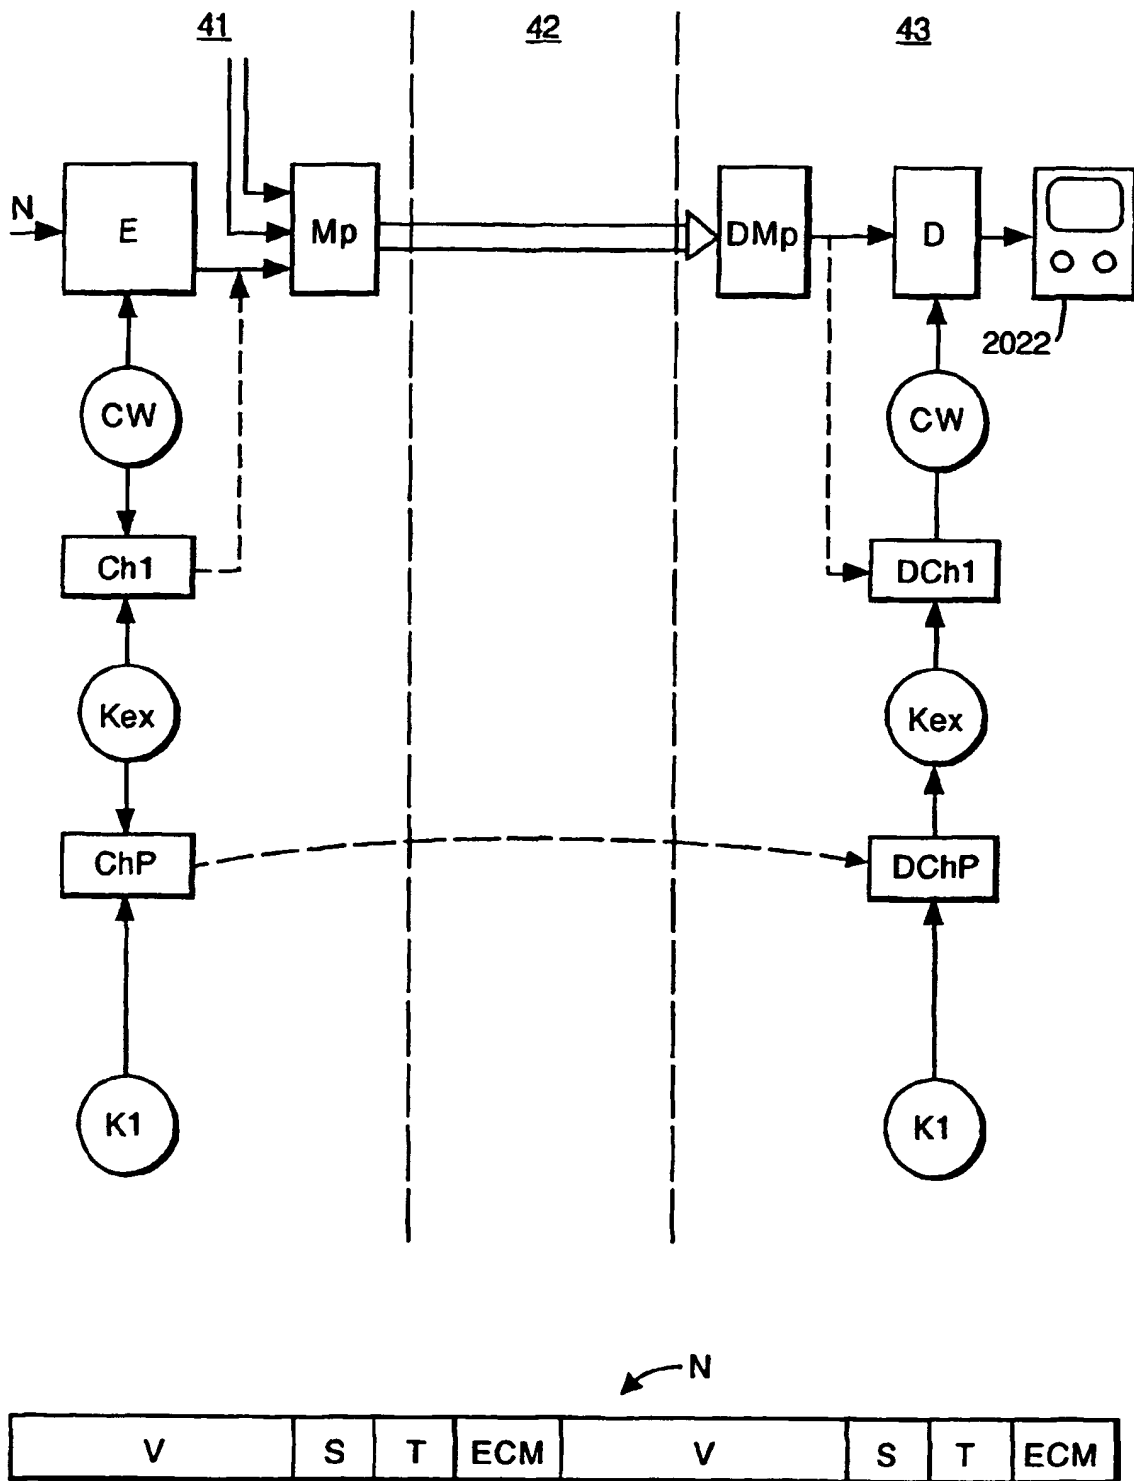 41 42 43
N E Mp DMp D
2022
CW CW
Ch1 DCh1
Kex Kex
ChP DChP
K1 K1
N
V S T ECM V S T ECM